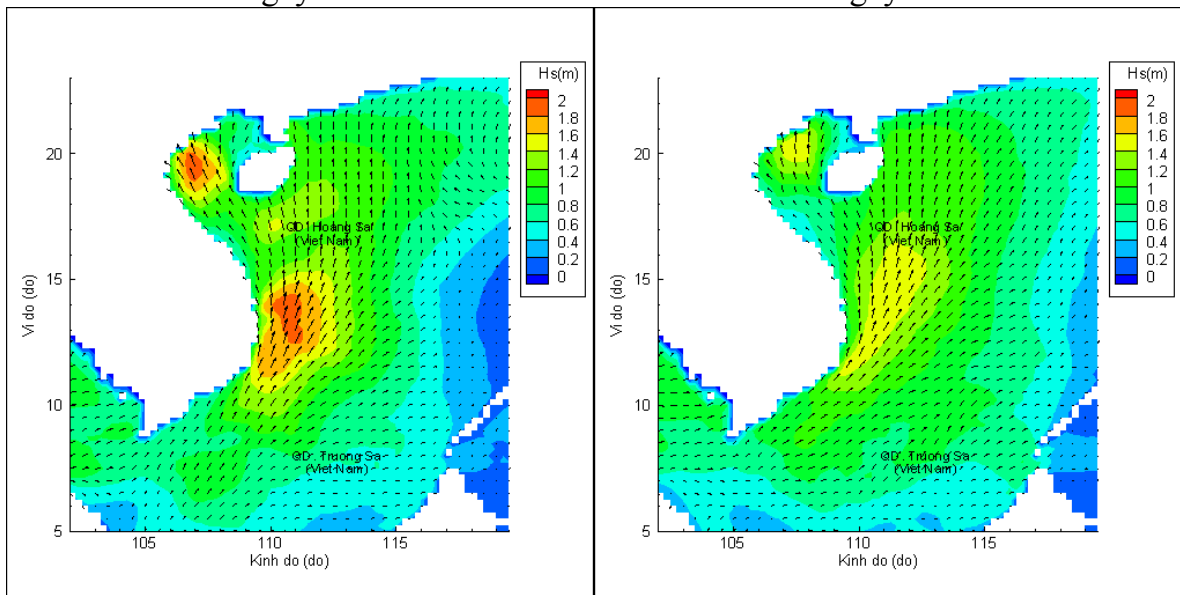 Hs(m)
2
1.8
1.6
1.4
1.2
1
0.8
0.6
0.4
0.2
0
20
15
10
5
Vi do (do)
QD. Hoang Sa
(Viet Nam)
QD. Truong Sa
(Viet Nam)
105
110
115
Kinh do (do)
Hs(m)
2
1.8
1.6
1.4
1.2
1
0.8
0.6
0.4
0.2
0
20
15
10
5
Vi do (do)
QD. Hoang Sa
(Viet Nam)
QD. Truong Sa
(Viet Nam)
105
110
115
Kinh do (do)